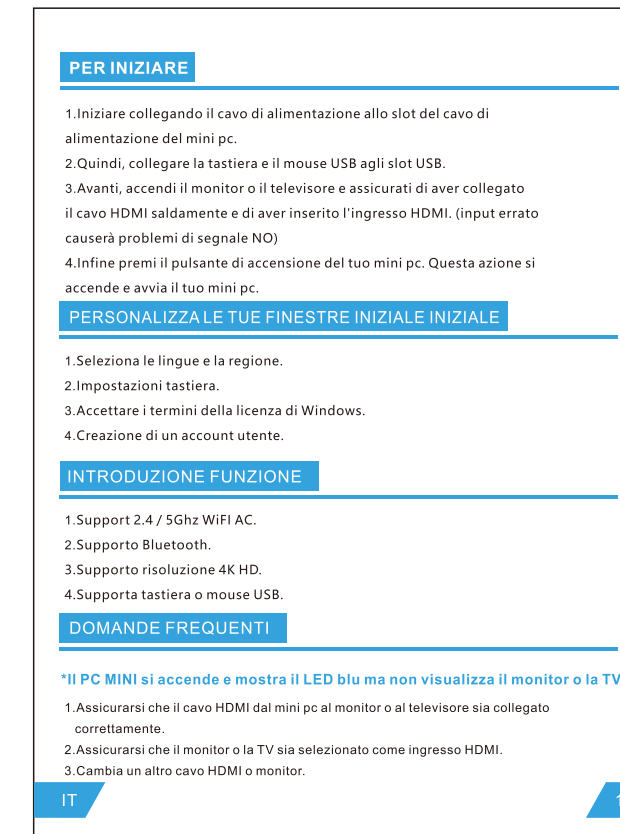 PER INIZIARE
1.Iniziare collegando il cavo di alimentazione allo slot del cavo di
alimentazione del mini pc.
2.Quindi, collegare la tastiera e il mouse USB agli slot USB.
3.Avanti, accendi il monitor o il televisore e assicurati di aver collegato
il cavo HDMI saldamente e di aver inserito l'ingresso HDMI. (input errato
causerà problemi di segnale NO)
4.Infine premi il pulsante di accensione del tuo mini pc. Questa azione si
accende e avvia il tuo mini pc.
PERSONALIZZA LE TUE FINESTRE INIZIALE INIZIALE
1.Seleziona le lingue e la regione.
2.Impostazioni tastiera.
3.Accettare i termini della licenza di Windows.
4.Creazione di un account utente.
INTRODUZIONE FUNZIONE
1.Support 2.4 / 5Ghz WiFI AC.
2.Supporto Bluetooth.
3.Supporto risoluzione 4K HD.
4.Supporta tastiera o mouse USB.
DOMANDE FREQUENTI
*Il PC MINI si accende e mostra il LED blu ma non visualizza il monitor o la TV
1.Assicurarsi che il cavo HDMI dal mini pc al monitor o al televisore sia collegato
correttamente.
2.Assicurarsi che il monitor o la TV sia selezionato come ingresso HDMI.
3.Cambia un altro cavo HDMI o monitor.
IT